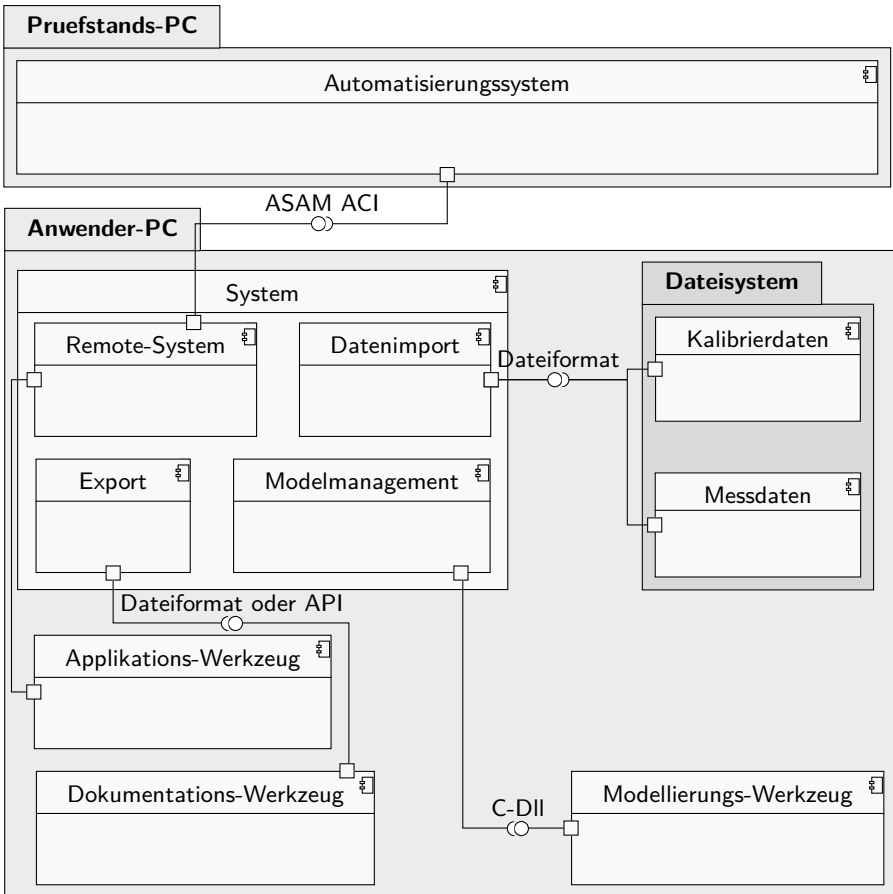 Pruefstands-PC
Automatisierungssystem
ASAM ACI
Anwender-PC
System
Dateisystem
Remote-System
Datenimport
Dateiformat
Kalibrierdaten
Export
Modelmanagement
Messdaten
Dateiformat oder API
Applikations-Werkzeug
Dokumentations-Werkzeug
C-Dll
Modellierungs-Werkzeug